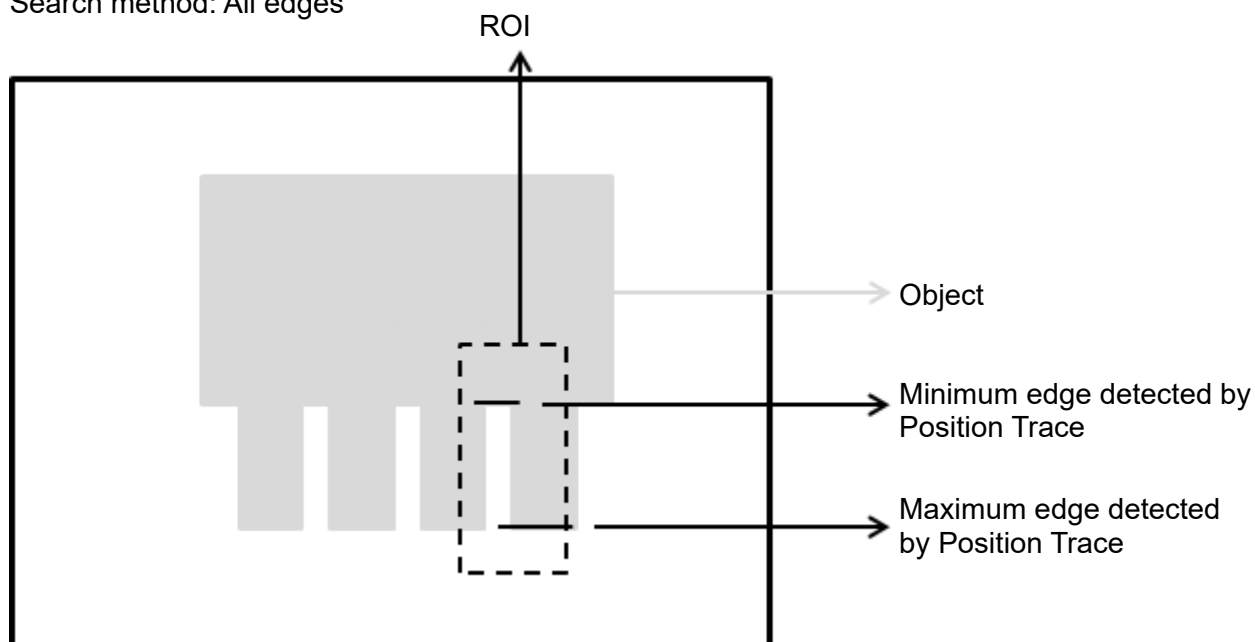 Search method: All edges
ROI
Object
Minimum edge detected by
Position Trace
Maximum edge detected
by Position Trace